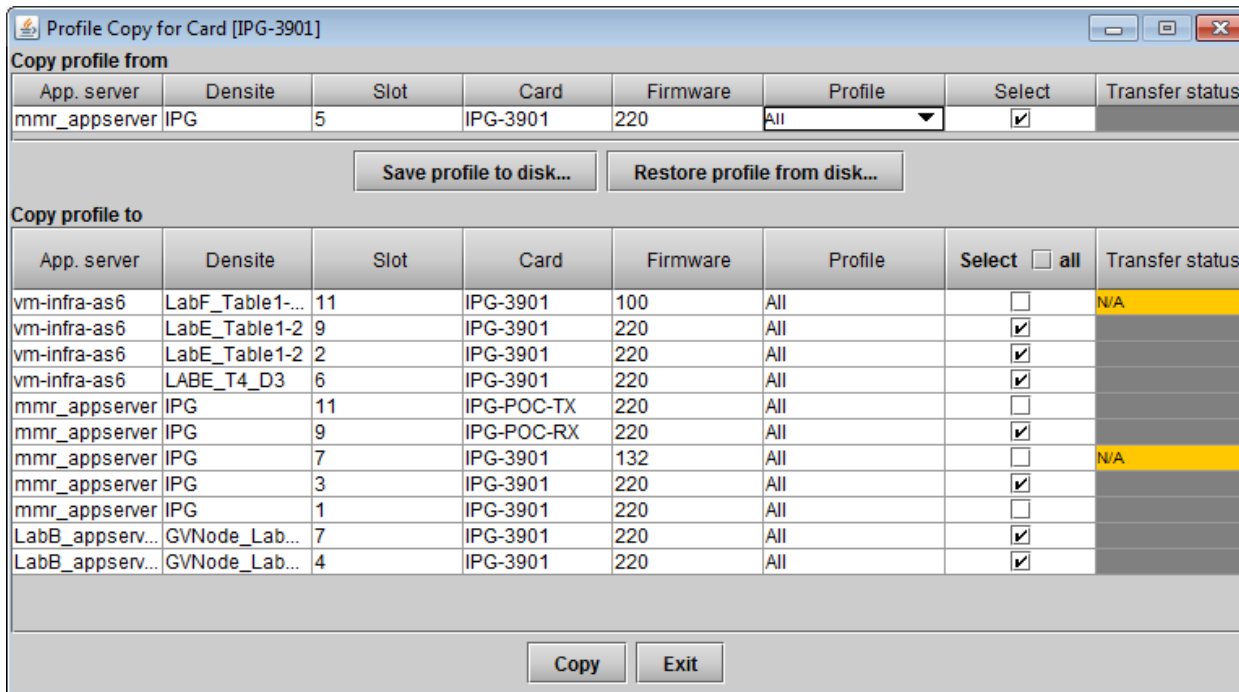 Profile Copy for Card [IPG-3901]
Copy profile from
App. server Densite Slot Card Firmware Profile Select Transfer status
mmr_appserver IPG 5 IPG-3901 220 All
Save profile to disk... Restore profile from disk...
Copy profile to
App. server Densite Slot Card Firmware Profile Select all Transfer status
vm-infra-as6 LabF_Table1-... 11 IPG-3901 100 All N/A
vm-infra-as6 LabE_Table1-2 9 IPG-3901 220 All
vm-infra-as6 LabE_Table1-2 2 IPG-3901 220 All
vm-infra-as6 LABE_T4_D3 6 IPG-3901 220 All
mmr_appserver IPG 11 IPG-POC-TX 220 All
mmr_appserver IPG 9 IPG-POC-RX 220 All
mmr_appserver IPG 7 IPG-3901 132 All N/A
mmr_appserver IPG 3 IPG-3901 220 All
mmr_appserver IPG 1 IPG-3901 220 All
LabB_appserv... GVNode_Lab... 7 IPG-3901 220 All
LabB_appserv... GVNode_Lab... 4 IPG-3901 220 All
Copy Exit